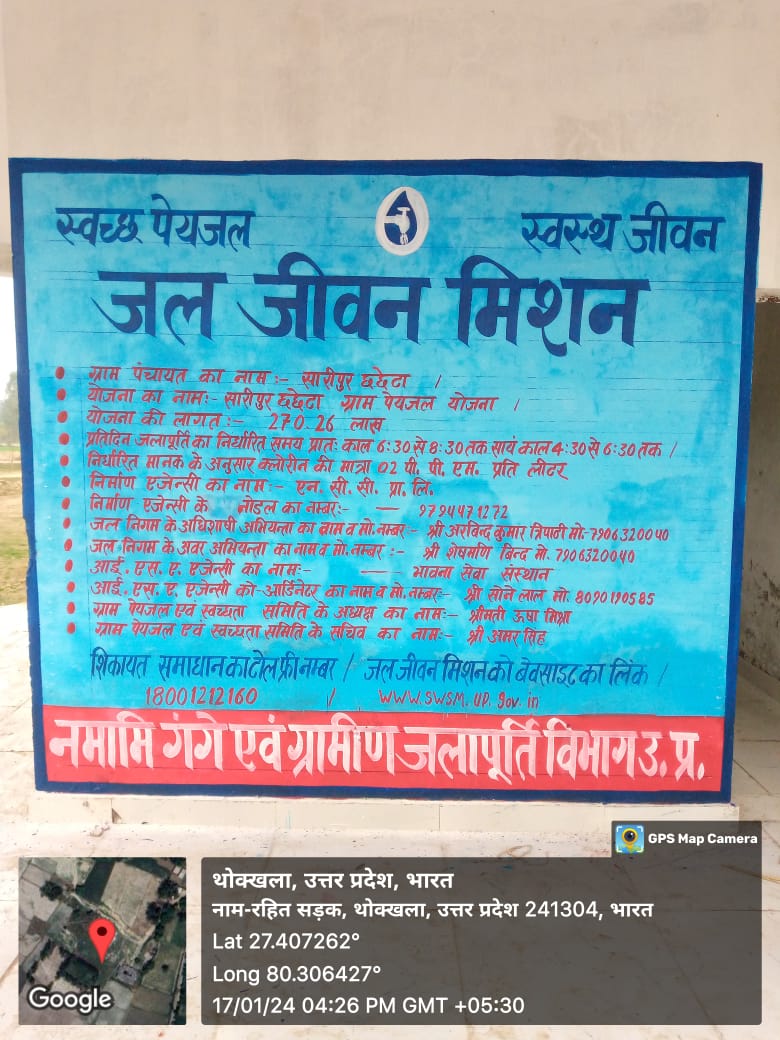 स्वच्छ पेयजल स्वस्थ जीवन
जल जीवन मिशन
ग्राम पंचायत का नाम:- सारीपुर छछेटा /
योजना का नाम:- सारीपुर छछेटा ग्राम पेयजल योजना /
योजना की लागत:- 270.26 लाख
प्रतिदिन जलापूर्ति का निर्धारित समय प्रातः काल 6:30 से 8:30 तक सायं काल 4:30 से 6:30 तक /
निर्धारित मानक के अनुसार क्लोरीन की मात्रा 02 पी. पी. एम. प्रति लीटर
निर्माण एजेन्सी का नाम:- एन. सी. सी. प्रा. लि.
निर्माण एजेन्सी के नोडल का नम्बर:- — 9794471272
जल निगम के अधिशाषी अभियन्ता का नाम व मो. नम्बर:- श्री अरविन्द कुमार त्रिपाठी मो- 7906320040
जल निगम के अवर अभियन्ता का नाम व मो. नम्बर:- श्री शेषमणि बिन्द मो. 7906320040
आई. एस. ए. एजेन्सी का नाम:- — भावना सेवा संस्थान
आई. एस. ए. एजेन्सी को-आर्डिनेटर का नाम व मो. नम्बर:- श्री सोने लाल मो. 8090190585
ग्राम पेयजल एवं स्वच्छता समिति के अध्यक्ष का नाम:- श्रीमती ऊषा मिश्रा
ग्राम पेयजल एवं स्वच्छता समिति के सचिव का नाम:- श्री अमर सिंह
शिकायत समाधान का टोल फ्री नम्बर / जल जीवन मिशन की बेवसाइट का लिंक /
18001212160 / www.swsm.up.gov.in
नमामि गंगे एवं ग्रामीण जलापूर्ति विभाग उ. प्र.
GPS Map Camera
थोक्खला, उत्तर प्रदेश, भारत
नाम-रहित सड़क, थोक्खला, उत्तर प्रदेश 241304, भारत
Lat 27.407262°
Long 80.306427°
17/01/24 04:26 PM GMT +05:30
Google